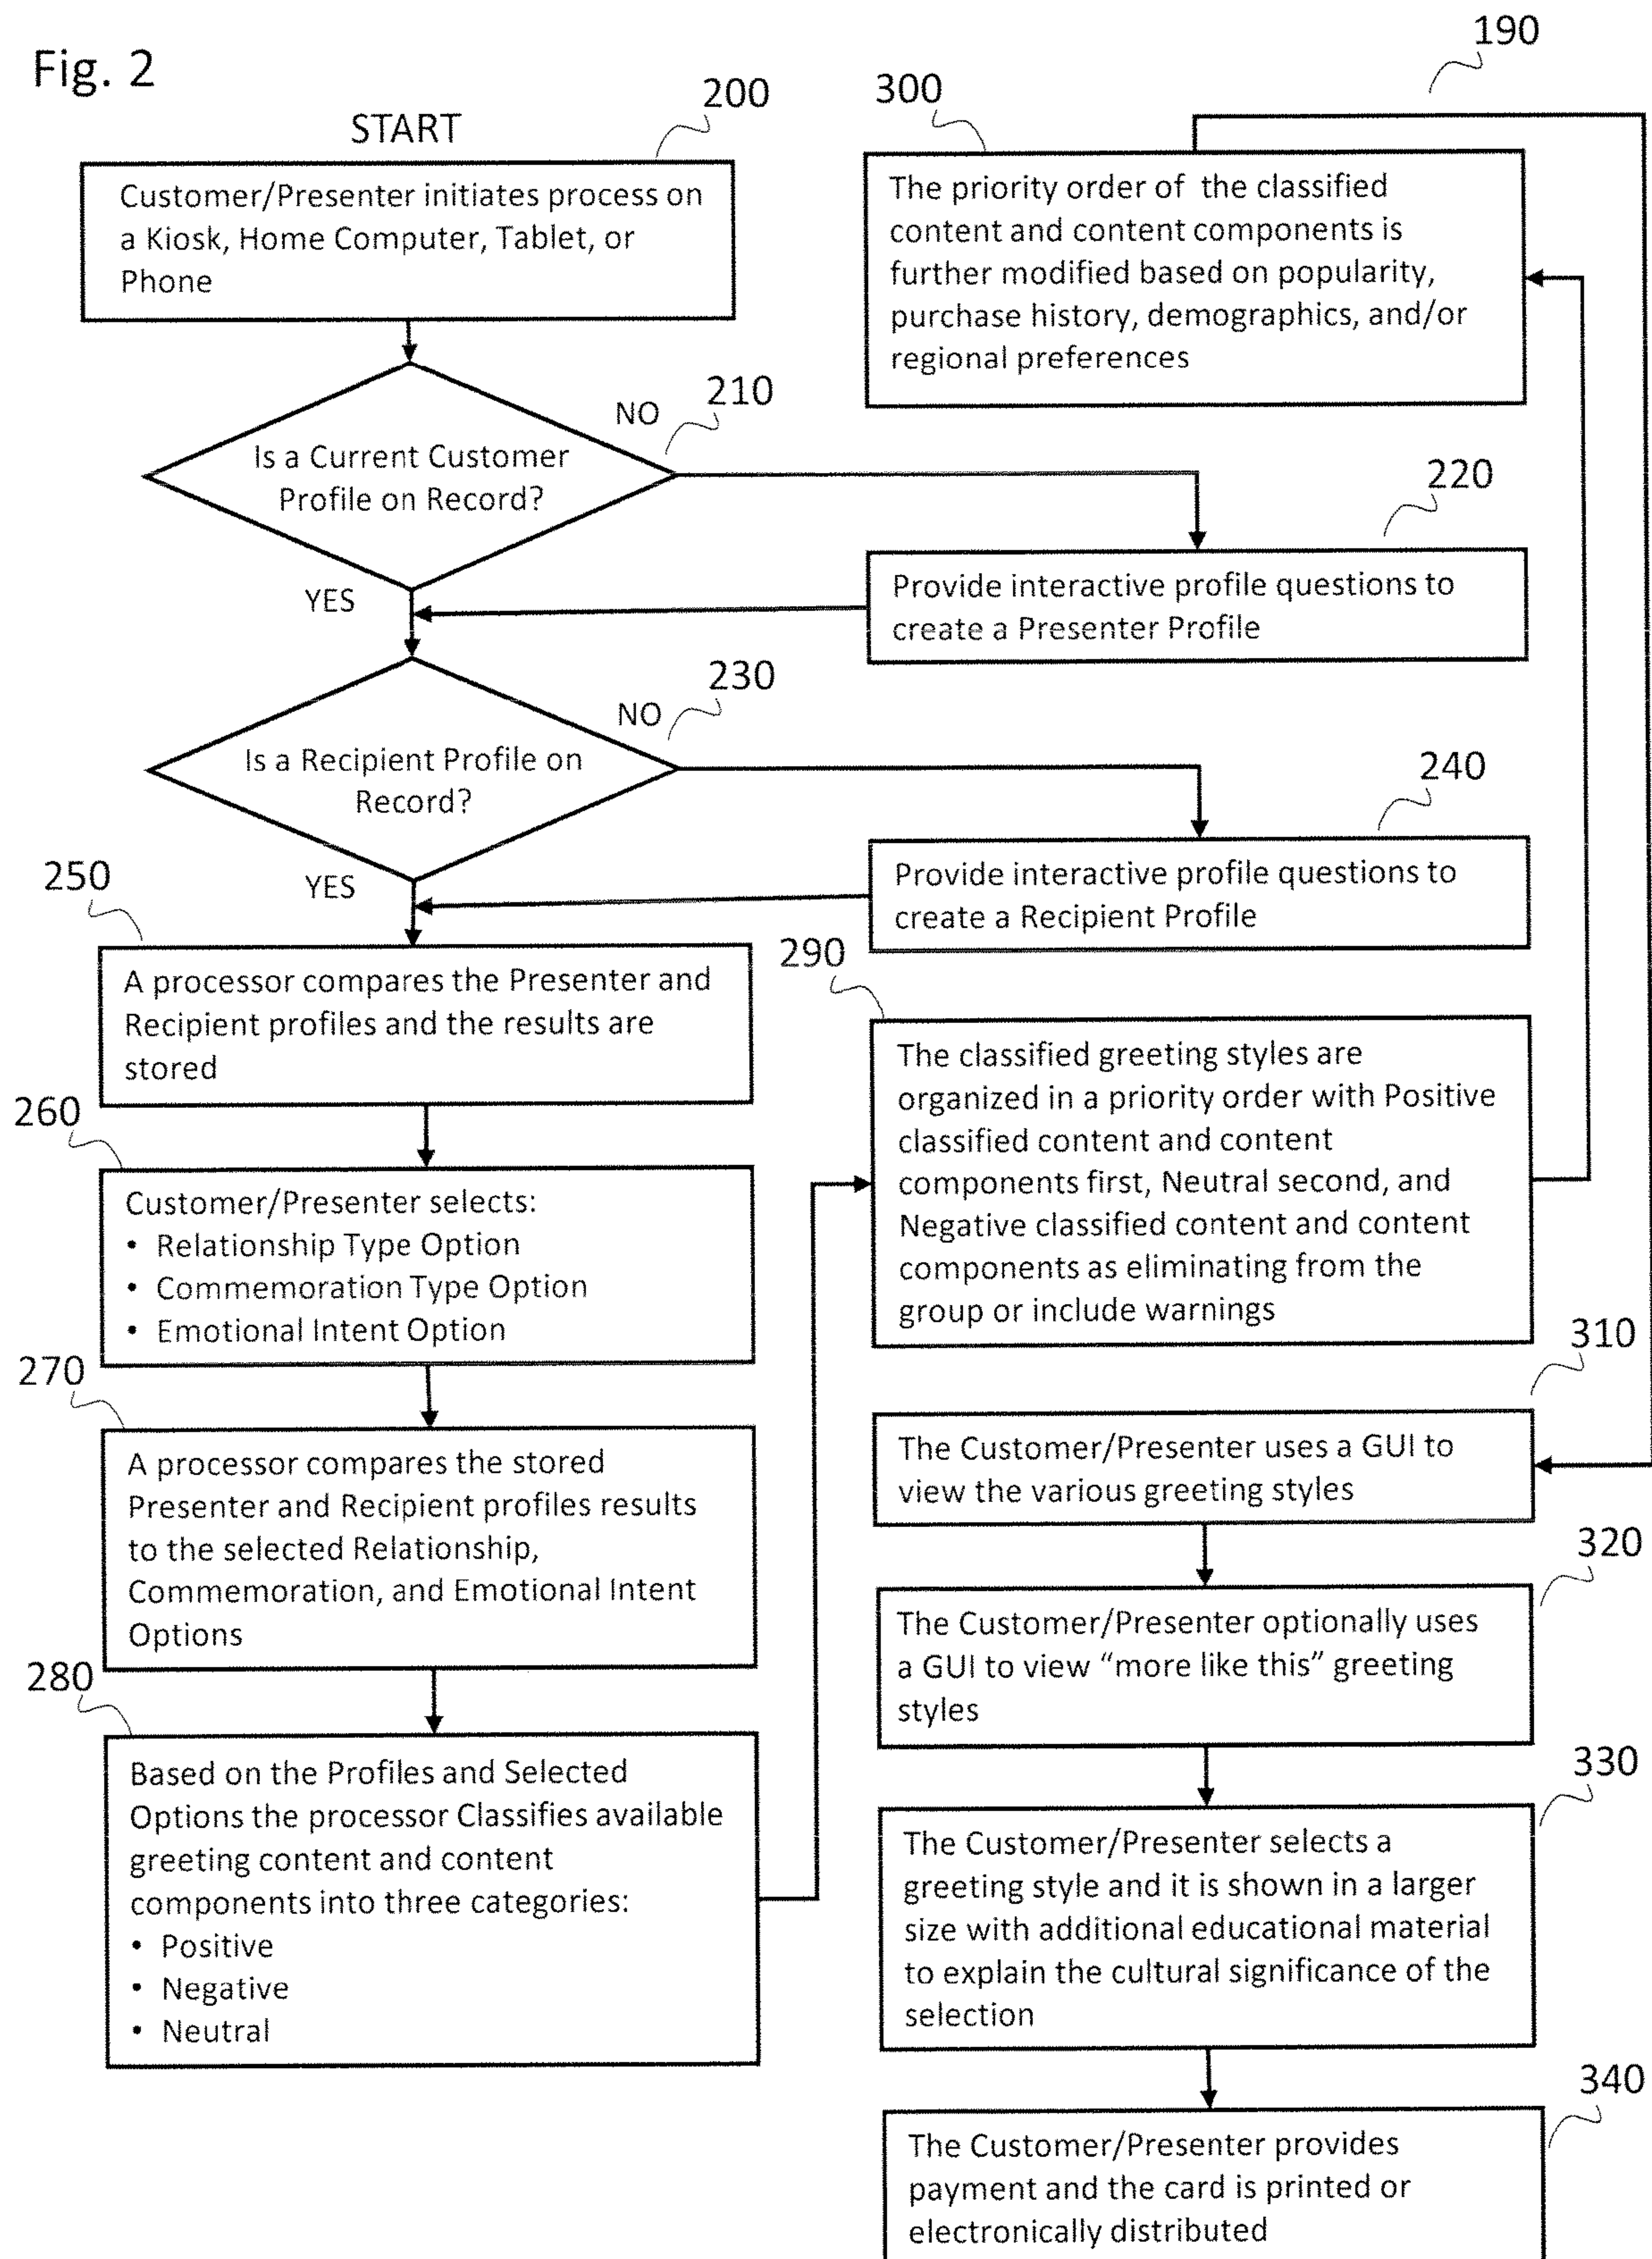 Fig. 2
START
200
Customer/Presenter initiates process on
a Kiosk, Home Computer, Tablet, or
Phone
NO
210
Is a Current Customer
Profile on Record?
YES
220
Provide interactive profile questions to
create a Presenter Profile
NO
230
Is a Recipient Profile on
Record?
YES
240
Provide interactive profile questions to
create a Recipient Profile
250
A processor compares the Presenter and
Recipient profiles and the results are
stored
260
Customer/Presenter selects:
• Relationship Type Option
• Commemoration Type Option
• Emotional Intent Option
270
A processor compares the stored
Presenter and Recipient profiles results
to the selected Relationship,
Commemoration, and Emotional Intent
Options
280
Based on the Profiles and Selected
Options the processor Classifies available
greeting content and content
components into three categories:
• Positive
• Negative
• Neutral
290
The classified greeting styles are
organized in a priority order with Positive
classified content and content
components first, Neutral second, and
Negative classified content and content
components as eliminating from the
group or include warnings
190
300
The priority order of the classified
content and content components is
further modified based on popularity,
purchase history, demographics, and/or
regional preferences
310
The Customer/Presenter uses a GUI to
view the various greeting styles
320
The Customer/Presenter optionally uses
a GUI to view “more like this” greeting
styles
330
The Customer/Presenter selects a
greeting style and it is shown in a larger
size with additional educational material
to explain the cultural significance of the
selection
340
The Customer/Presenter provides
payment and the card is printed or
electronically distributed